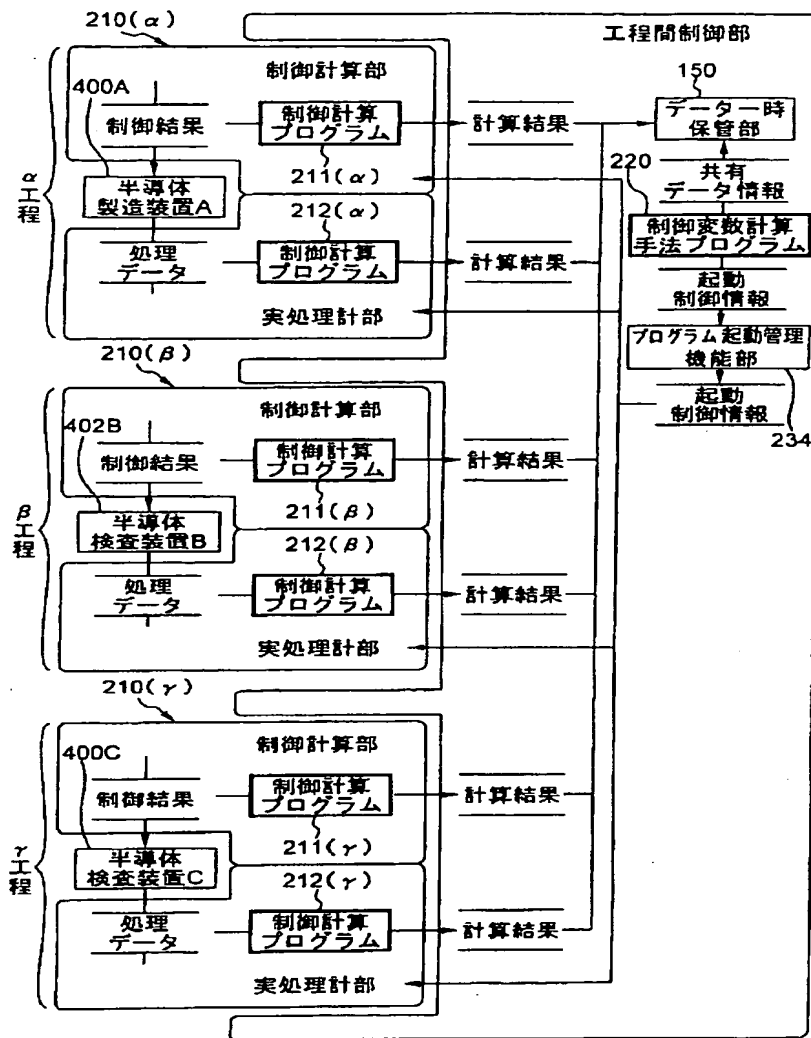 210(α)
工程間制御部
制御計算部
400A
150
制御結果
制御計算
プログラム
計算結果
データ一時
保管部
211(α)
220
共有
データ情報
α工程
半導体
製造装置A
212(α)
制御変数計算
手法プログラム
処理
データ
制御計算
プログラム
計算結果
起動
制御情報
実処理計部
プログラム起動管理
機能部
起動
制御情報
234
210(β)
制御計算部
402B
制御結果
制御計算
プログラム
計算結果
211(β)
β工程
半導体
検査装置B
212(β)
処理
データ
制御計算
プログラム
計算結果
実処理計部
210(γ)
制御計算部
400C
制御結果
制御計算
プログラム
計算結果
211(γ)
γ工程
半導体
検査装置C
212(γ)
処理
データ
制御計算
プログラム
計算結果
実処理計部